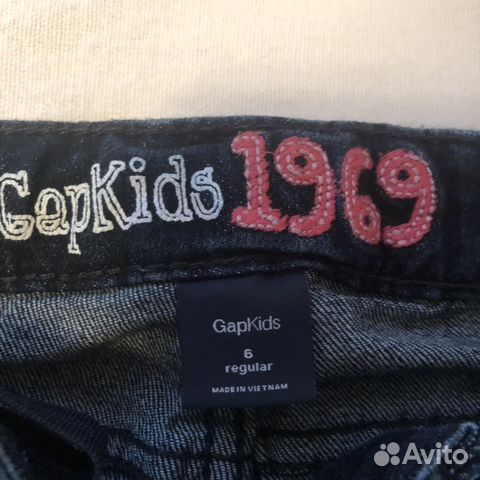 GapKids 1969
GapKids
6
regular
MADE IN VIETNAM
Avito